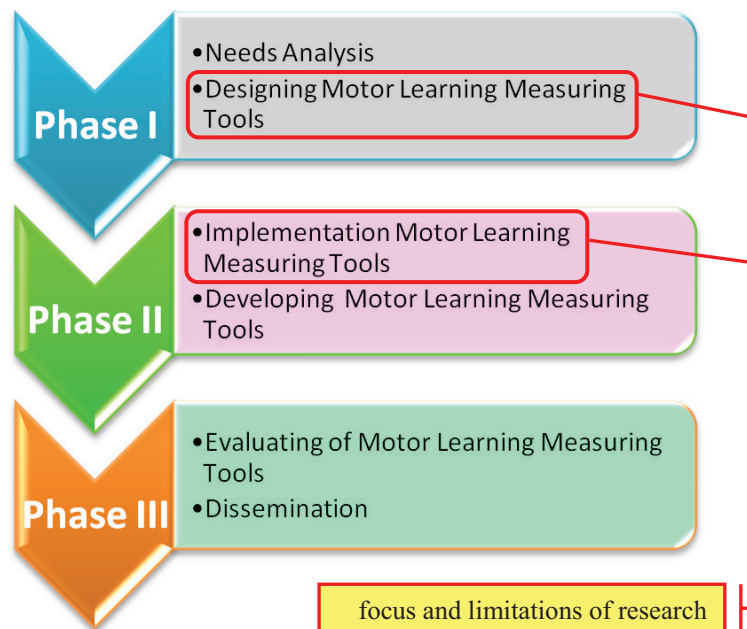 Phase I
•Needs Analysis
•Designing Motor Learning Measuring
Tools
Phase II
•Implementation Motor Learning
Measuring Tools
•Developing Motor Learning Measuring
Tools
Phase III
•Evaluating of Motor Learning Measuring
Tools
•Dissemination
focus and limitations of research